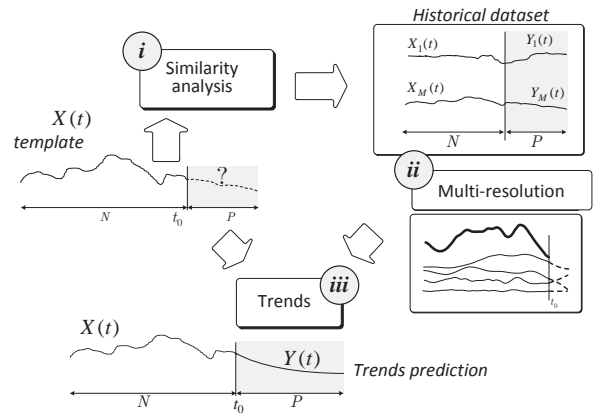 Historical dataset
i
Similarity
analysis
X₁(t)
Y₁(t)
X_M(t)
Y_M(t)
N
P
X(t)
template
?
N
t₀
P
ii
Multi-resolution
t₀
iii
Trends
X(t)
Y(t)
Trends prediction
N
t₀
P